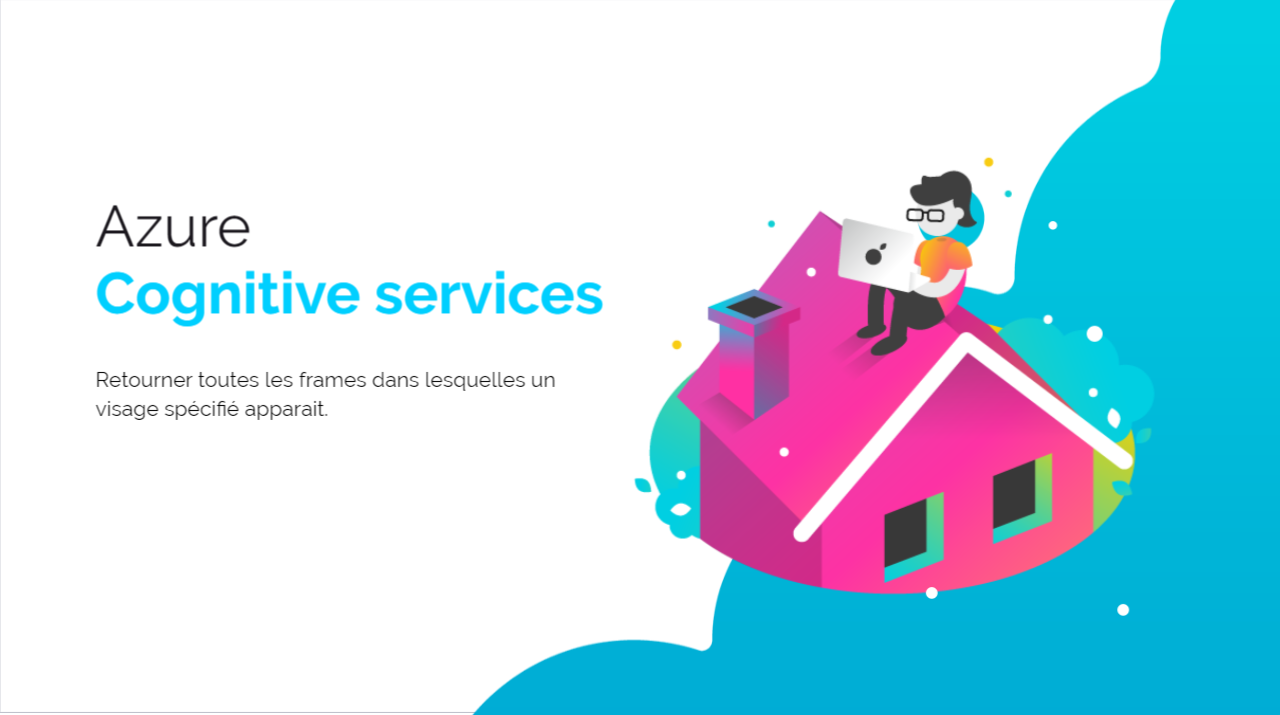 Azure
Cognitive services
Retourner toutes les frames dans lesquelles un
visage spécifié apparait.